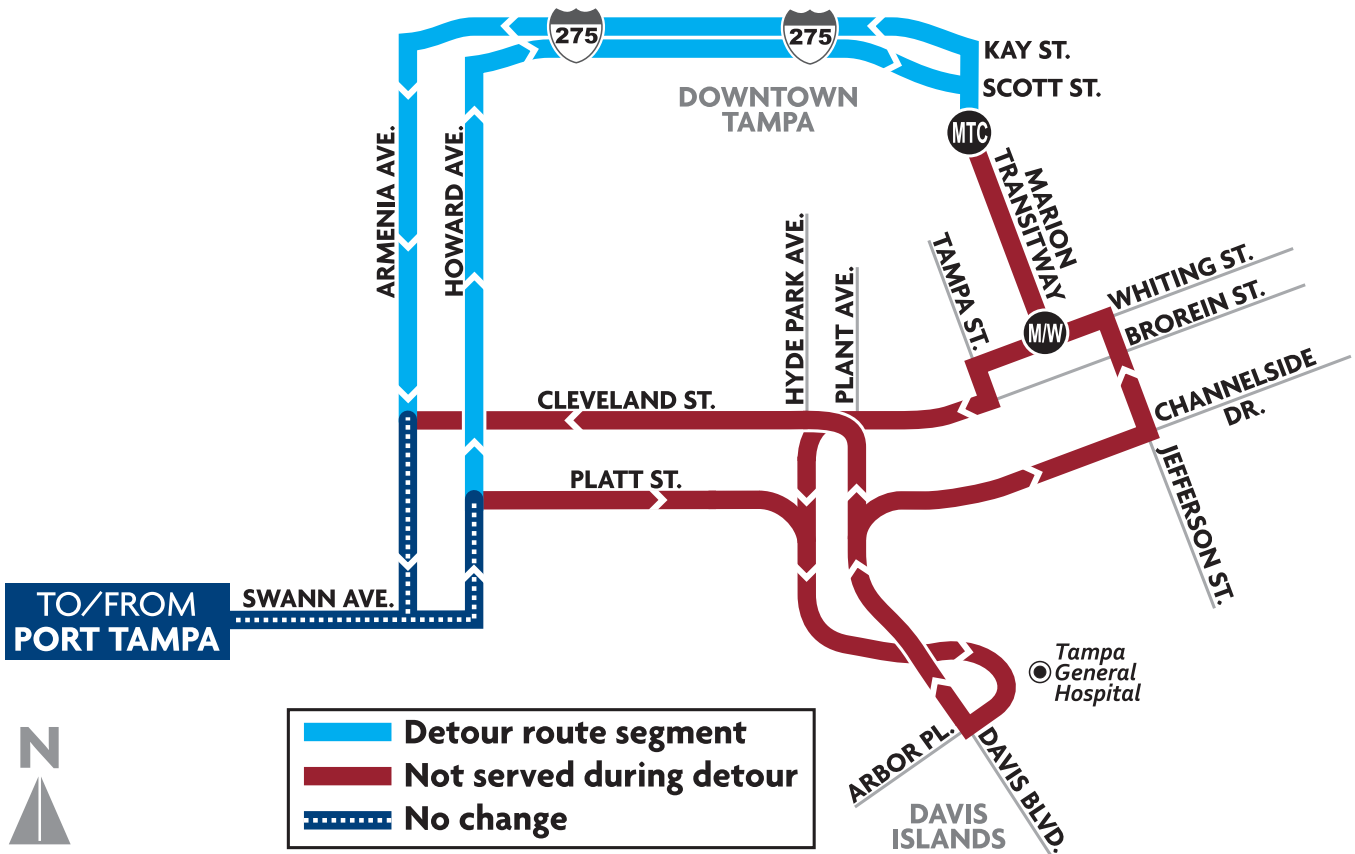 275
275
KAY ST.
SCOTT ST.
DOWNTOWN
TAMPA
MTC
ARMENIA AVE.
HOWARD AVE.
MARION
TRANSITWAY
HYDE PARK AVE.
PLANT AVE.
TAMPA ST.
WHITING ST.
BROREIN ST.
M/W
CHANNELSIDE
DR.
CLEVELAND ST.
PLATT ST.
JEFFERSON ST.
TO/FROM
PORT TAMPA
SWANN AVE.
Tampa
General
Hospital
N
Detour route segment
Not served during detour
No change
ARBOR PL.
DAVIS BLVD.
DAVIS
ISLANDS